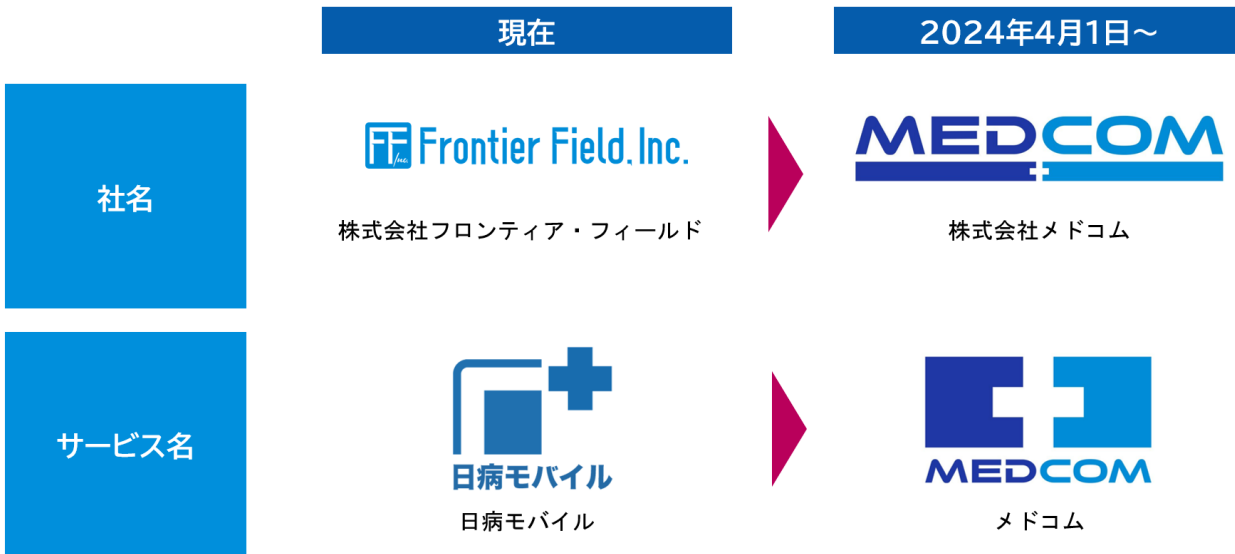 現在
2024年4月1日~
社名
FF Inc.
Frontier Field, Inc.
株式会社フロンティア・フィールド
MEDCOM
株式会社メドコム
サービス名
日病モバイル
日病モバイル
MEDCOM
メドコム